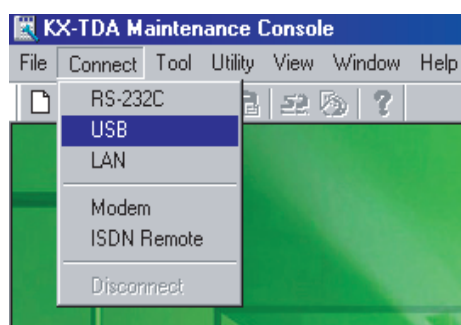 KX-TDA Maintenance Console
File Connect Tool Utility View Window Help
RS-232C
USB
LAN
Modem
ISDN Remote
Disconnect